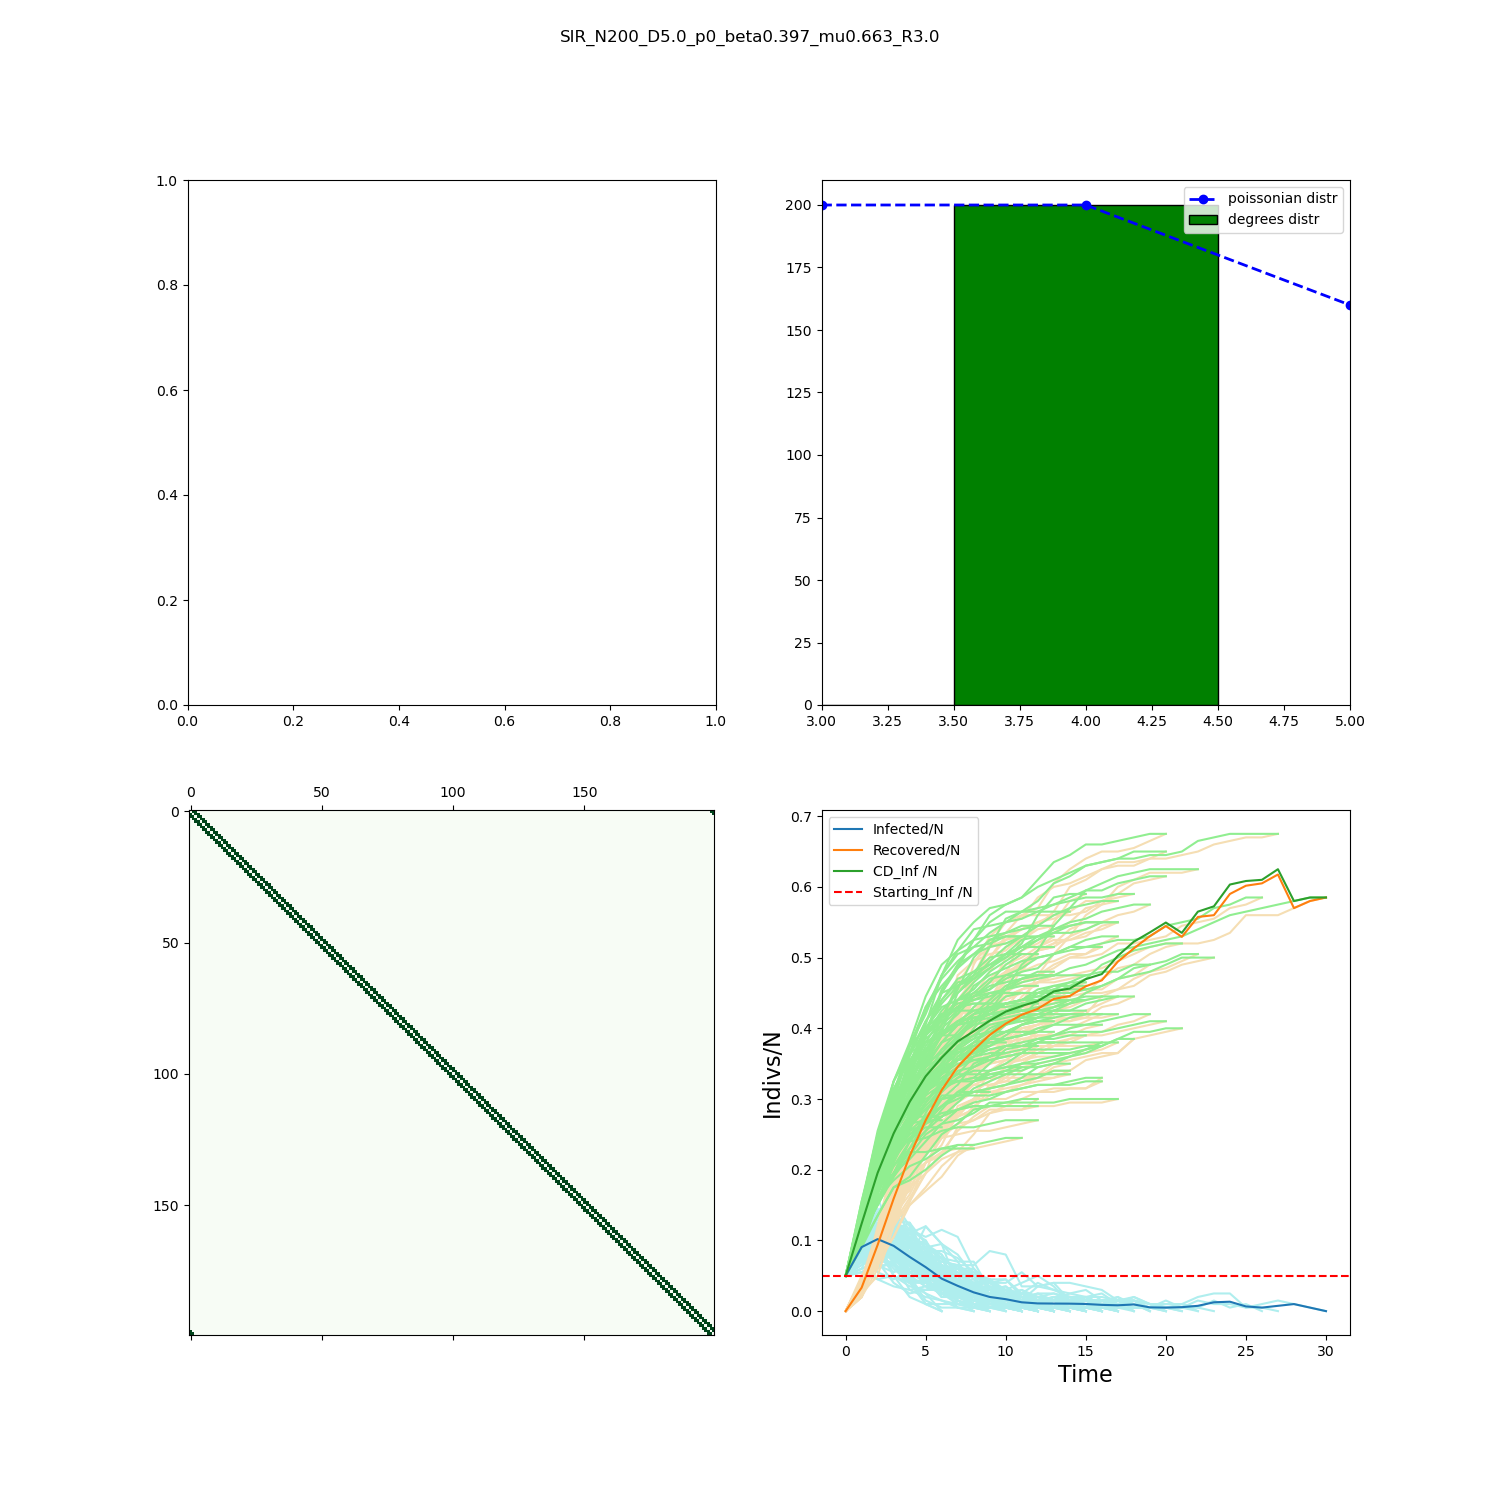 SIR_N200_D5.0_p0_beta0.397_mu0.663_R3.0
1.0
0.8
0.6
0.4
0.2
0.0
0.0 0.2 0.4 0.6 0.8 1.0
200
175
150
125
100
75
50
25
0
poissonian distr
degrees distr
3.00 3.25 3.50 3.75 4.00 4.25 4.50 4.75 5.00
0 50 100 150
0
50
100
150
0.7
0.6
0.5
0.4
0.3
0.2
0.1
0.0
Indivs/N
Infected/N
Recovered/N
CD_Inf /N
Starting_Inf /N
0 5 10 15 20 25 30
Time